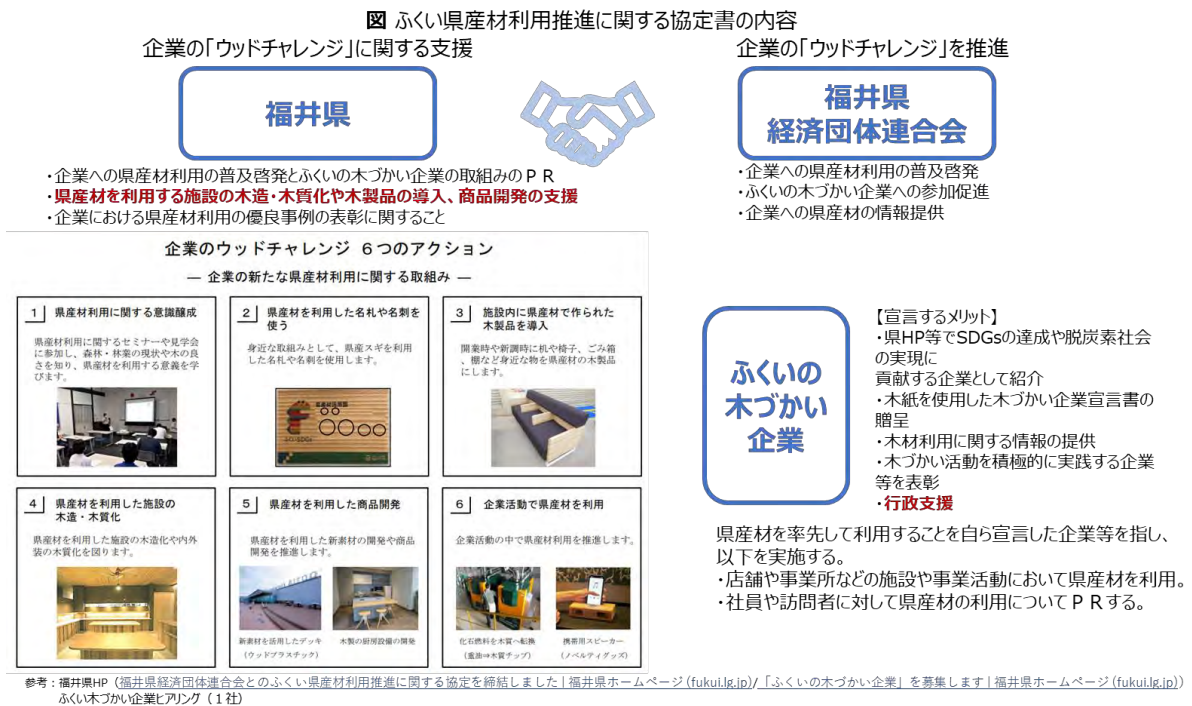 図 ふくい県産材利用推進に関する協定書の内容
企業の「ウッドチャレンジ」に関する支援
福井県
・企業への県産材利用の普及啓発とふくいの木づかい企業の取組みのＰＲ
・県産材を利用する施設の木造・木質化や木製品の導入、商品開発の支援
・企業における県産材利用の優良事例の表彰に関すること
企業の「ウッドチャレンジ」を推進
福井県
経済団体連合会
・企業への県産材利用の普及啓発
・ふくいの木づかい企業への参加促進
・企業への県産材の情報提供
企業のウッドチャレンジ ６つのアクション
― 企業の新たな県産材利用に関する取組み ―
1 県産材利用に関する意識醸成
県産材利用に関するセミナーや見学会
に参加し、森林・林業の現状や木の良
さを知り、県産材を利用する意義を学
びます。
2 県産材を利用した名札や名刺を
使う
身近な取組みとして、県産スギを利用
した名札や名刺を使用します。
3 施設内に県産材で作られた
木製品を導入
開業時や新調時に机や椅子、ごみ箱
、棚など身近な物を県産材の木製品
にします。
4 県産材を利用した施設の
木造・木質化
県産材を利用した施設の木造化や内外
装の木質化を図ります。
5 県産材を利用した商品開発
県産材を利用した新素材の開発や商品
開発を推進します。
新素材を活用したデッキ
（ウッドプラスチック）
木製の厨房設備の開発
6 企業活動で県産材を利用
企業活動の中で県産材利用を推進します。
化石燃料を木質へ転換
（重油⇒木質チップ）
携帯用スピーカー
（ノベルティグッズ）
ふくいの
木づかい
企業
【宣言するメリット】
・県HP等でSDGsの達成や脱炭素社会
の実現に
貢献する企業として紹介
・木紙を使用した木づかい企業宣言書の
贈呈
・木材利用に関する情報の提供
・木づかい活動を積極的に実践する企業
等を表彰
・行政支援
県産材を率先して利用することを自ら宣言した企業等を指し、
以下を実施する。
・店舗や事業所などの施設や事業活動において県産材を利用。
・社員や訪問者に対して県産材の利用についてＰＲする。
参考：福井県HP（福井県経済団体連合会とのふくい県産材利用推進に関する協定を締結しました | 福井県ホームページ (fukui.lg.jp)/「ふくいの木づかい企業」を募集します | 福井県ホームページ (fukui.lg.jp)）
ふくい木づかい企業ヒアリング（１社）